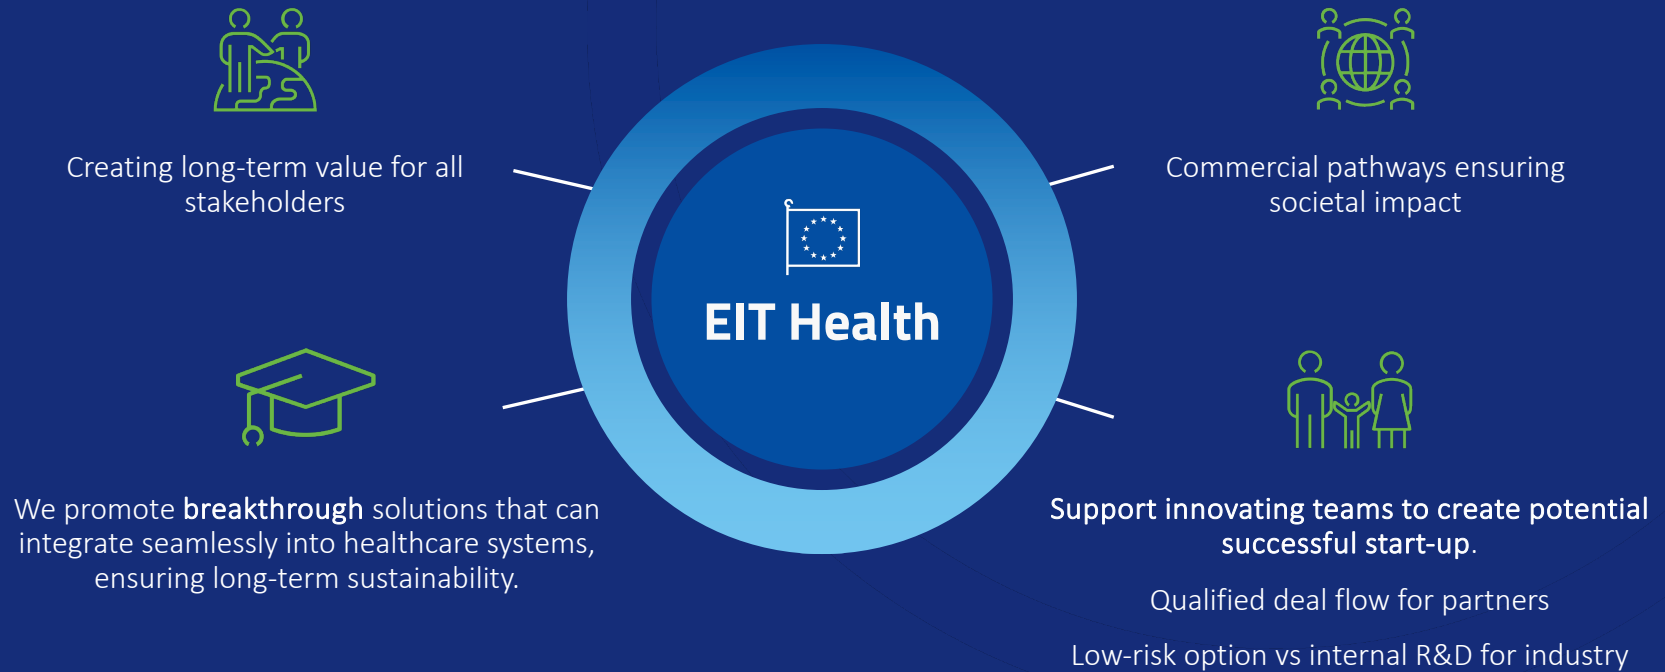 Creating long-term value for all
stakeholders
Commercial pathways ensuring
societal impact
EIT Health
We promote breakthrough solutions that can
integrate seamlessly into healthcare systems,
ensuring long-term sustainability.
Support innovating teams to create potential
successful start-up.
Qualified deal flow for partners
Low-risk option vs internal R&D for industry